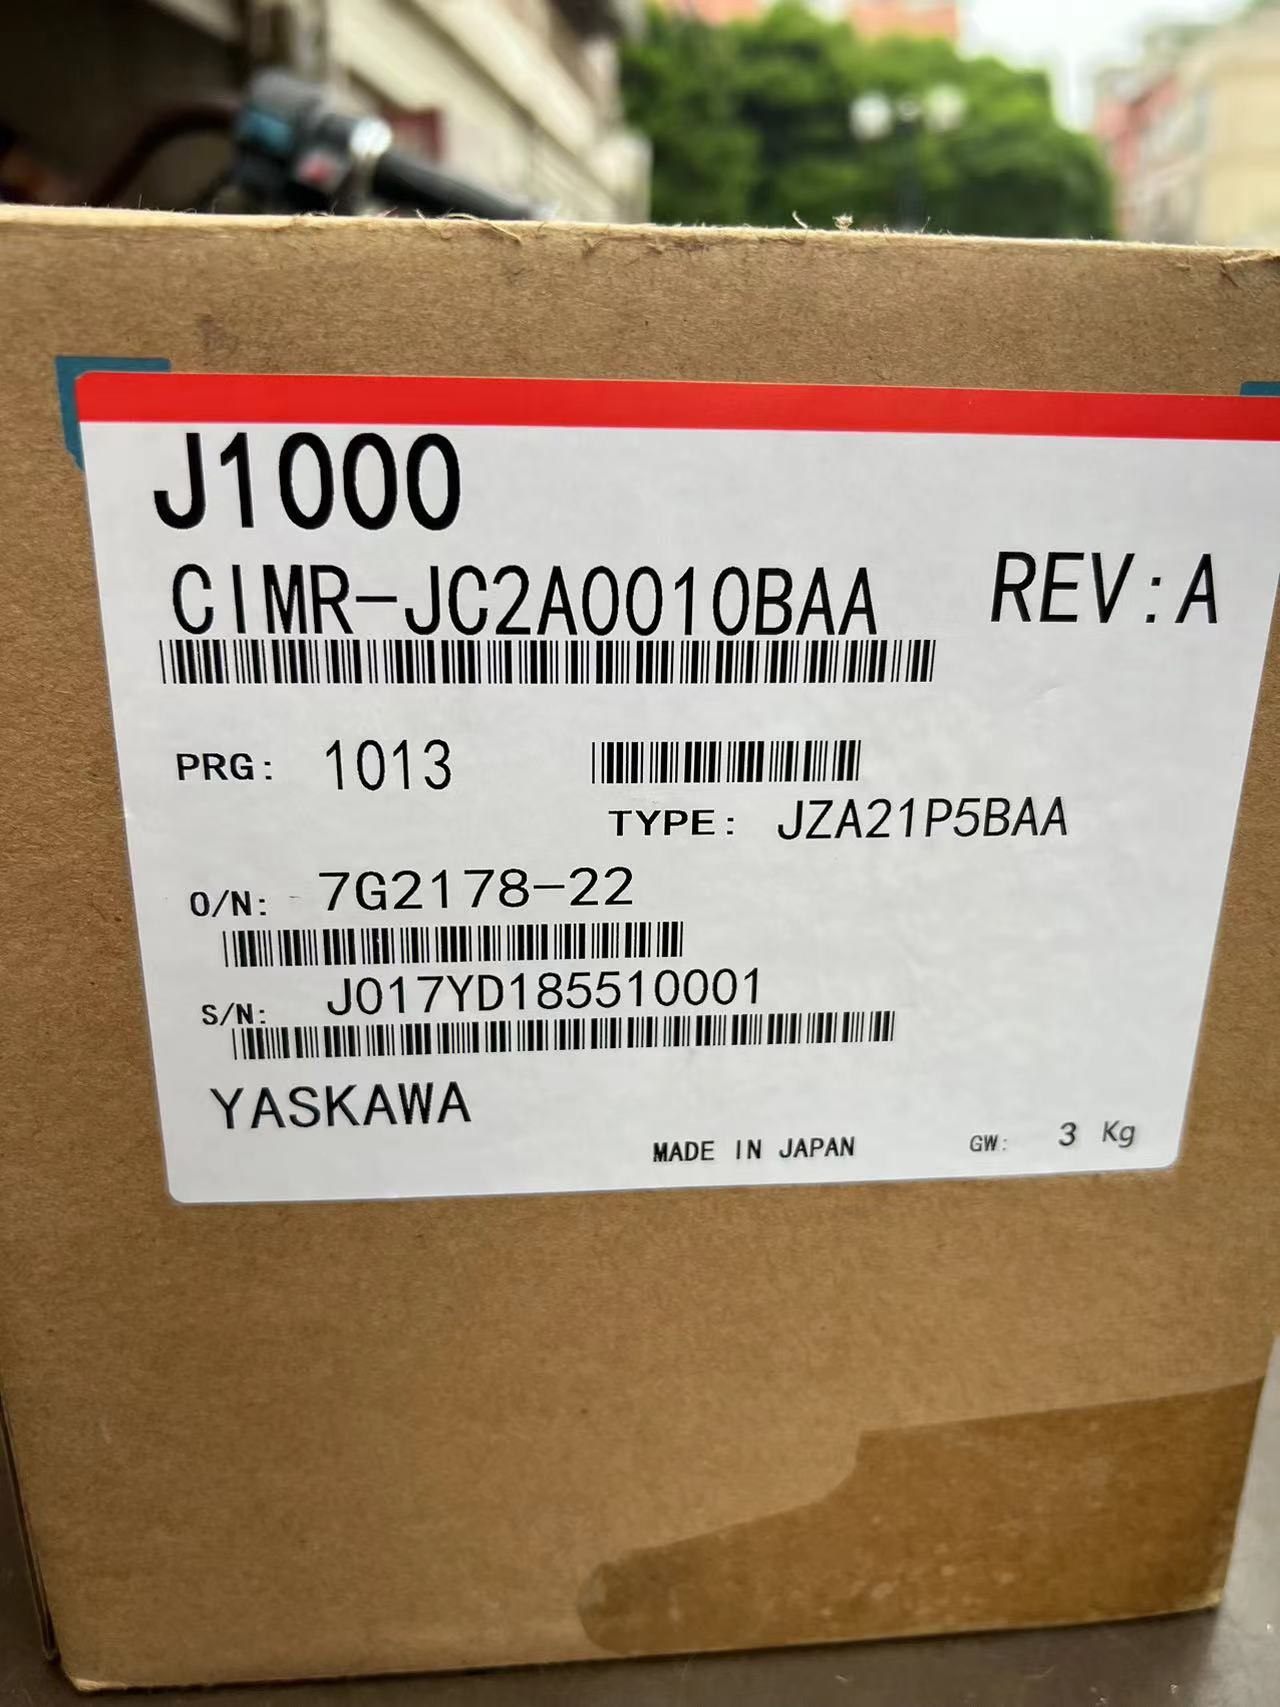 J1000
CIMR-JC2A0010BAA REV:A
PRG: 1013
TYPE: JZA21P5BAA
O/N: 7G2178-22
S/N: J017YD185510001
YASKAWA
MADE IN JAPAN GW: 3 Kg